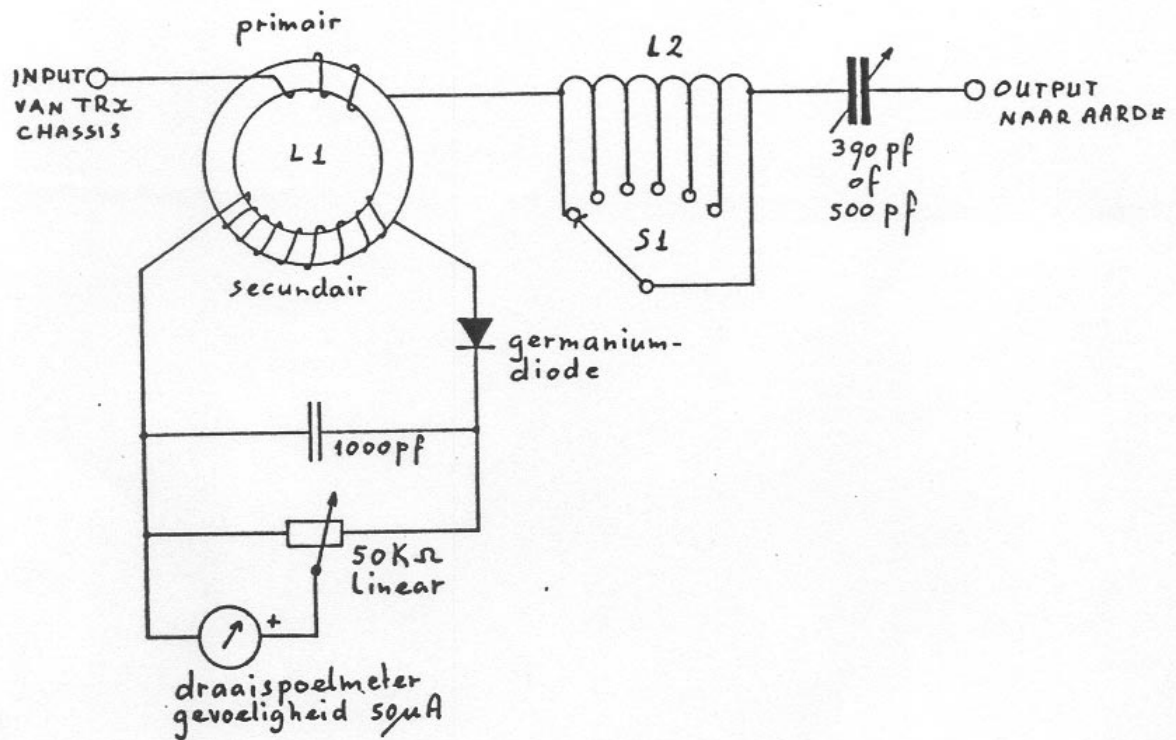 primair
INPUT
VAN TRX
CHASSIS
L1
secundair
L2
S1
390 pf
of
500 pf
OUTPUT
NAAR AARDE
germanium-
diode
1000pf
50KΩ
linear
+
draaispoelmeter
gevoeligheid 50µA